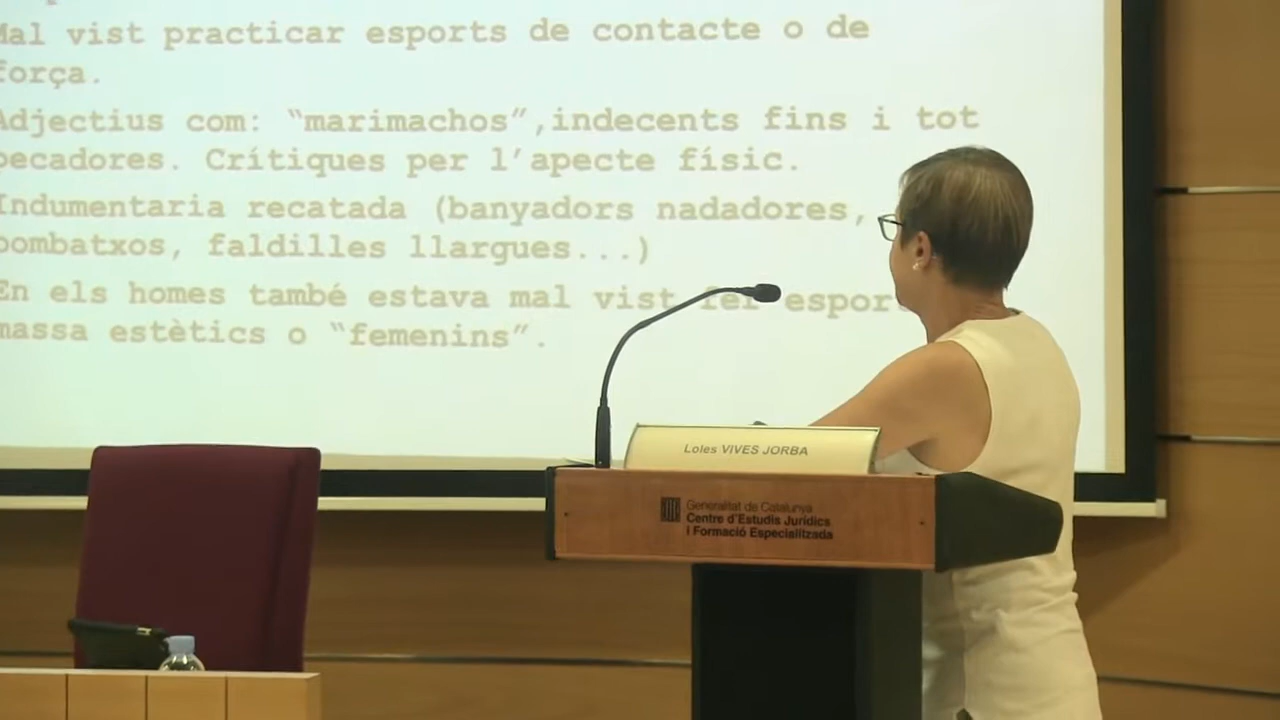 Mal vist practicar esports de contacte o de
força.
Adjectius com: “marimachos”,indecents fins i tot
pecadores. Crítiques per l’apecte físic.
Indumentaria recatada (banyadors nadadores,
bombatxos, faldilles llargues...)
En els homes també estava mal vist fer
massa estètics o “femenins”.
Loles VIVES JORBA
Generalitat de Catalunya
Centre d’Estudis Jurídics
i Formació Especialitzada